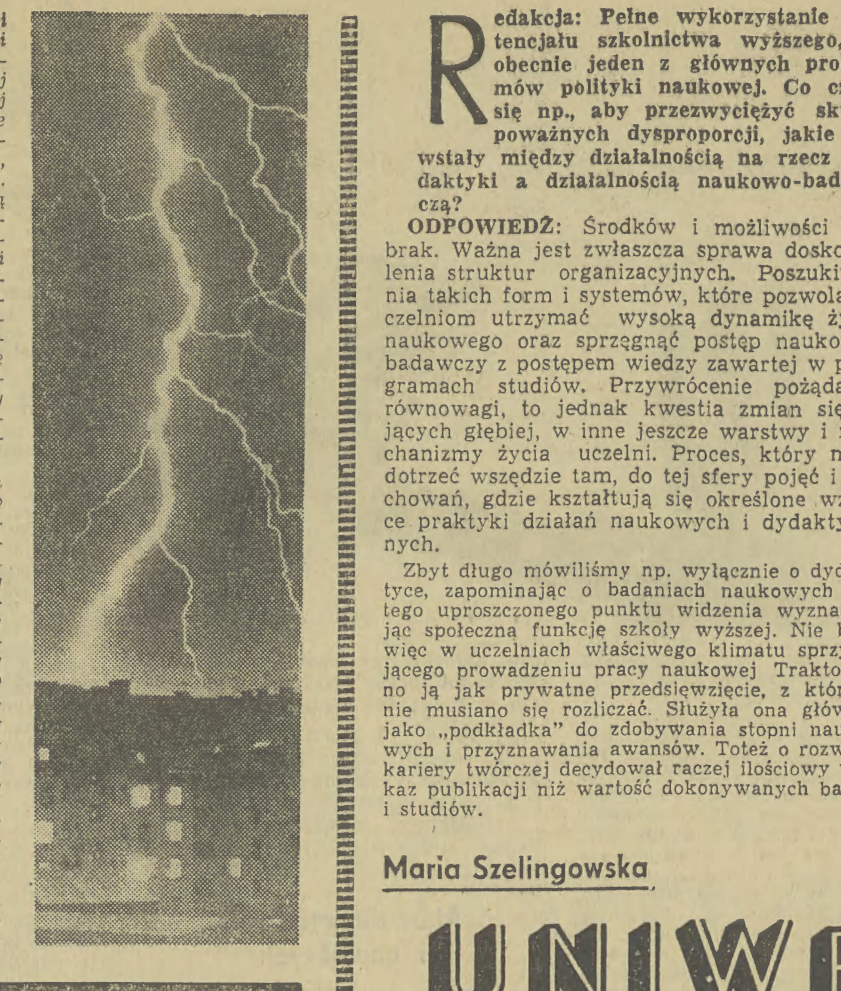 Redakcja: Pełne wykorzystanie
tencjału szkolnictwa wyższego,
obecnie jeden z głównych pro
mów polityki naukowej. Co c
się np., aby przezwyciężyć sk
poważnych dysproporcji, jakie
wstały między działalnością na rzecz
daktyki a działalnością naukowo-bad
czą?
ODPOWIEDŹ: Środków i możliwości
brak. Ważna jest zwłaszcza sprawa dosko
lenia struktur organizacyjnych. Poszuki
nia takich form i systemów, które pozwolą
czelniom utrzymać wysoką dynamikę ży
naukowego oraz sprzęgnąć postęp nauko
badawczy z postępem wiedzy zawartej w p
gramach studiów. Przywrócenie pożąda
równowagi, to jednak kwestia zmian się
jących głębiej, w inne jeszcze warstwy i
chanizmy życia uczelni. Proces, który m
dotrzeć wszędzie tam, do tej sfery pojęć i
chowań, gdzie kształtują się określone wz
ce praktyki działań naukowych i dydakty
nych.
Zbyt długo mówiliśmy np. wyłącznie o dyd
tyce, zapominając o badaniach naukowych
tego uproszczonego punktu widzenia wyzna
jąc społeczną funkcję szkoły wyższej. Nie b
więc w uczelniach właściwego klimatu sprzy
jącego prowadzeniu pracy naukowej Trakto
no ją jak prywatne przedsięwzięcie, z któr
nie musiano się rozliczać. Służyła ona głów
jako „podkładka” do zdobywania stopni nau
wych i przyznawania awansów. Toteż o rozw
kariery twórczej decydował raczej ilościowy
kaz publikacji niż wartość dokonywanych ba
i studiów.
Maria Szelingowska
UNIWE